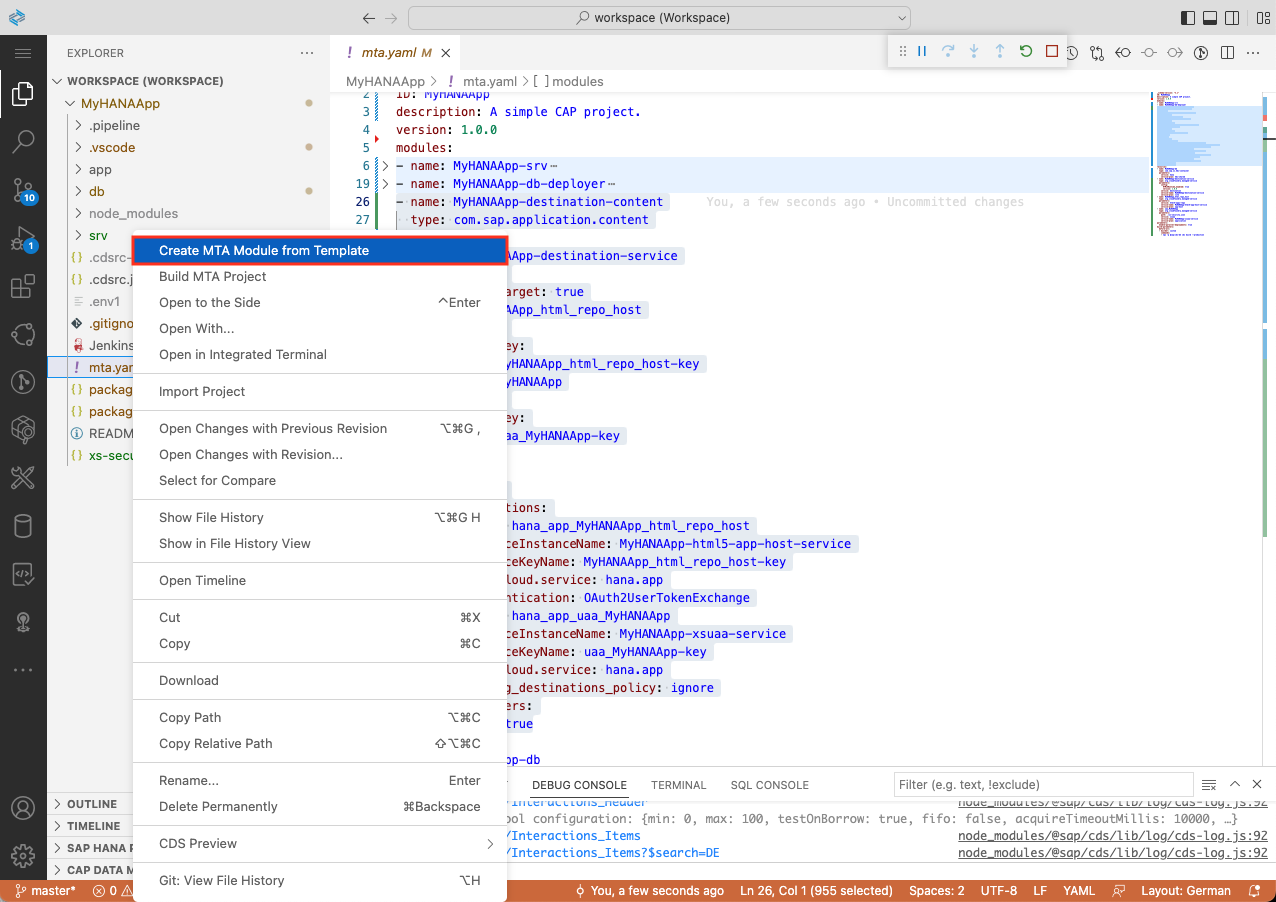 workspace (Workspace)
EXPLORER
WORKSPACE (WORKSPACE)
MyHANAApp
.pipeline
.vscode
app
db
node_modules
srv
.cdsrc-
.cdsrc.j
.env1
.gitigno
Jenkins
mta.yam
packag
packag
README
xs-secu
OUTLINE
TIMELINE
SAP HANA
CAP DATA M
10
1
Create MTA Module from Template
Build MTA Project
Open to the Side ^Enter
Open With...
Open in Integrated Terminal
Import Project
Open Changes with Previous Revision ⌥⌘G ,
Open Changes with Revision...
Select for Compare
Show File History ⌥⌘G H
Show in File History View
Open Timeline
Cut ⌘X
Copy ⌘C
Download
Copy Path ⌥⌘C
Copy Relative Path ⇧⌥⌘C
Rename... Enter
Delete Permanently ⌘Backspace
CDS Preview
Git: View File History ⌥H
mta.yaml M
MyHANAApp > mta.yaml > [ ] modules
2 ID: MyHANAApp
3 description: A simple CAP project.
4 version: 1.0.0
5 modules:
6 - name: MyHANAApp-srv…
19 - name: MyHANAApp-db-deployer…
26 - name: MyHANAApp-destination-content You, a few seconds ago • Uncommitted changes
27 type: com.sap.application.content
App-destination-service
arget: true
App_html_repo_host
ey:
yHANAApp_html_repo_host-key
yHANAApp
ey:
aa_MyHANAApp-key
tions:
hana_app_MyHANAApp_html_repo_host
ceInstanceName: MyHANAApp-html5-app-host-service
ceKeyName: MyHANAApp_html_repo_host-key
loud.service: hana.app
ntication: OAuth2UserTokenExchange
hana_app_uaa_MyHANAApp
ceInstanceName: MyHANAApp-xsuaa-service
ceKeyName: uaa_MyHANAApp-key
loud.service: hana.app
g_destinations_policy: ignore
ers:
true
pp-db
DEBUG CONSOLE TERMINAL SQL CONSOLE Filter (e.g. text, !exclude)
/Interactions_Header node_modules/@sap/cds/lib/log/cds-log.js:92
ool configuration: {min: 0, max: 100, testOnBorrow: true, fifo: false, acquireTimeoutMillis: 10000, …}
/Interactions_Items node_modules/@sap/cds/lib/log/cds-log.js:92
/Interactions_Items?$search=DE node_modules/@sap/cds/lib/log/cds-log.js:92
master* 0 You, a few seconds ago Ln 26, Col 1 (955 selected) Spaces: 2 UTF-8 LF YAML Layout: German